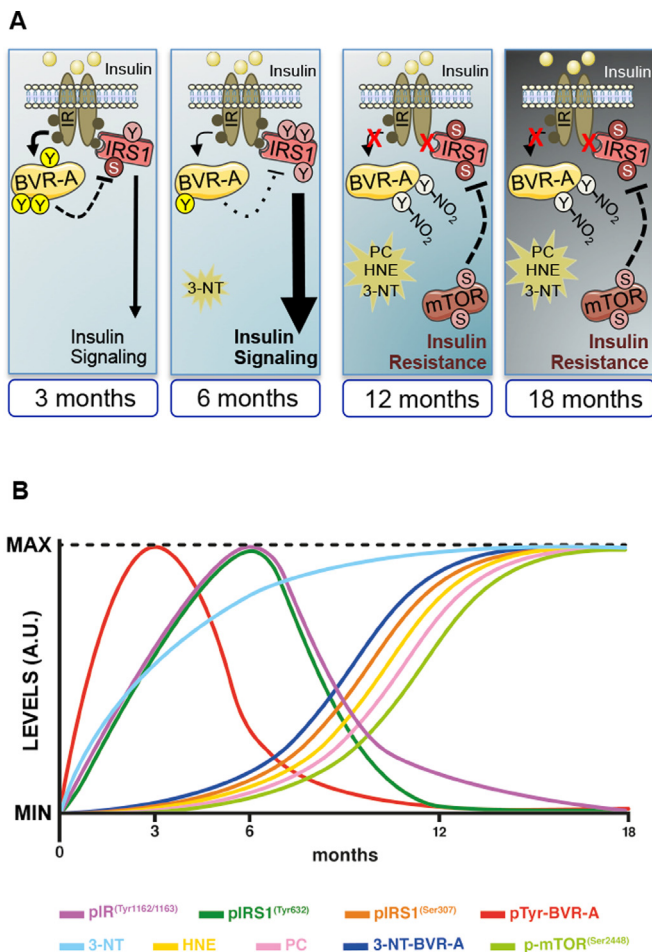 A
Insulin
IR
Y
IRS1
S
Y
BVR-A
Y Y
Insulin
Signaling
3 months
Insulin
IR
Y Y
IRS1
Y
BVR-A
Y
3-NT
Insulin
Signaling
6 months
Insulin
IR
X
X
S
IRS1
S
BVR-A
Y
Y
NO2
NO2
PC
HNE
3-NT
S
mTOR
S
Insulin
Resistance
12 months
Insulin
IR
X
X
S
IRS1
S
BVR-A
Y
Y
NO2
NO2
PC
HNE
3-NT
S
mTOR
S
Insulin
Resistance
18 months
B
MAX
LEVELS (A.U.)
MIN
0 3 6 12 18
months
pIR(Tyr1162/1163) pIRS1(Tyr632) pIRS1(Ser307) pTyr-BVR-A
3-NT HNE PC 3-NT-BVR-A p-mTOR(Ser2448)